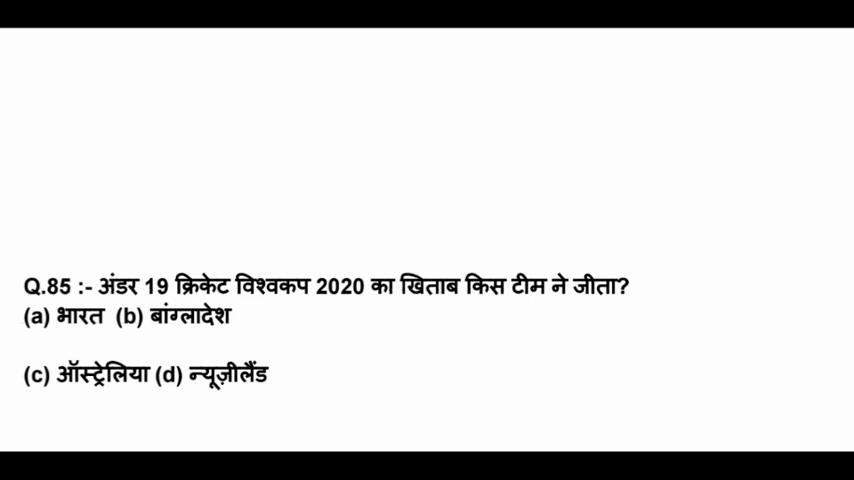 Q.85 :- अंडर 19 क्रिकेट विश्वकप 2020 का खिताब किस टीम ने जीता?
(a) भारत (b) बांग्लादेश
(c) ऑस्ट्रेलिया (d) न्यूज़ीलैंड